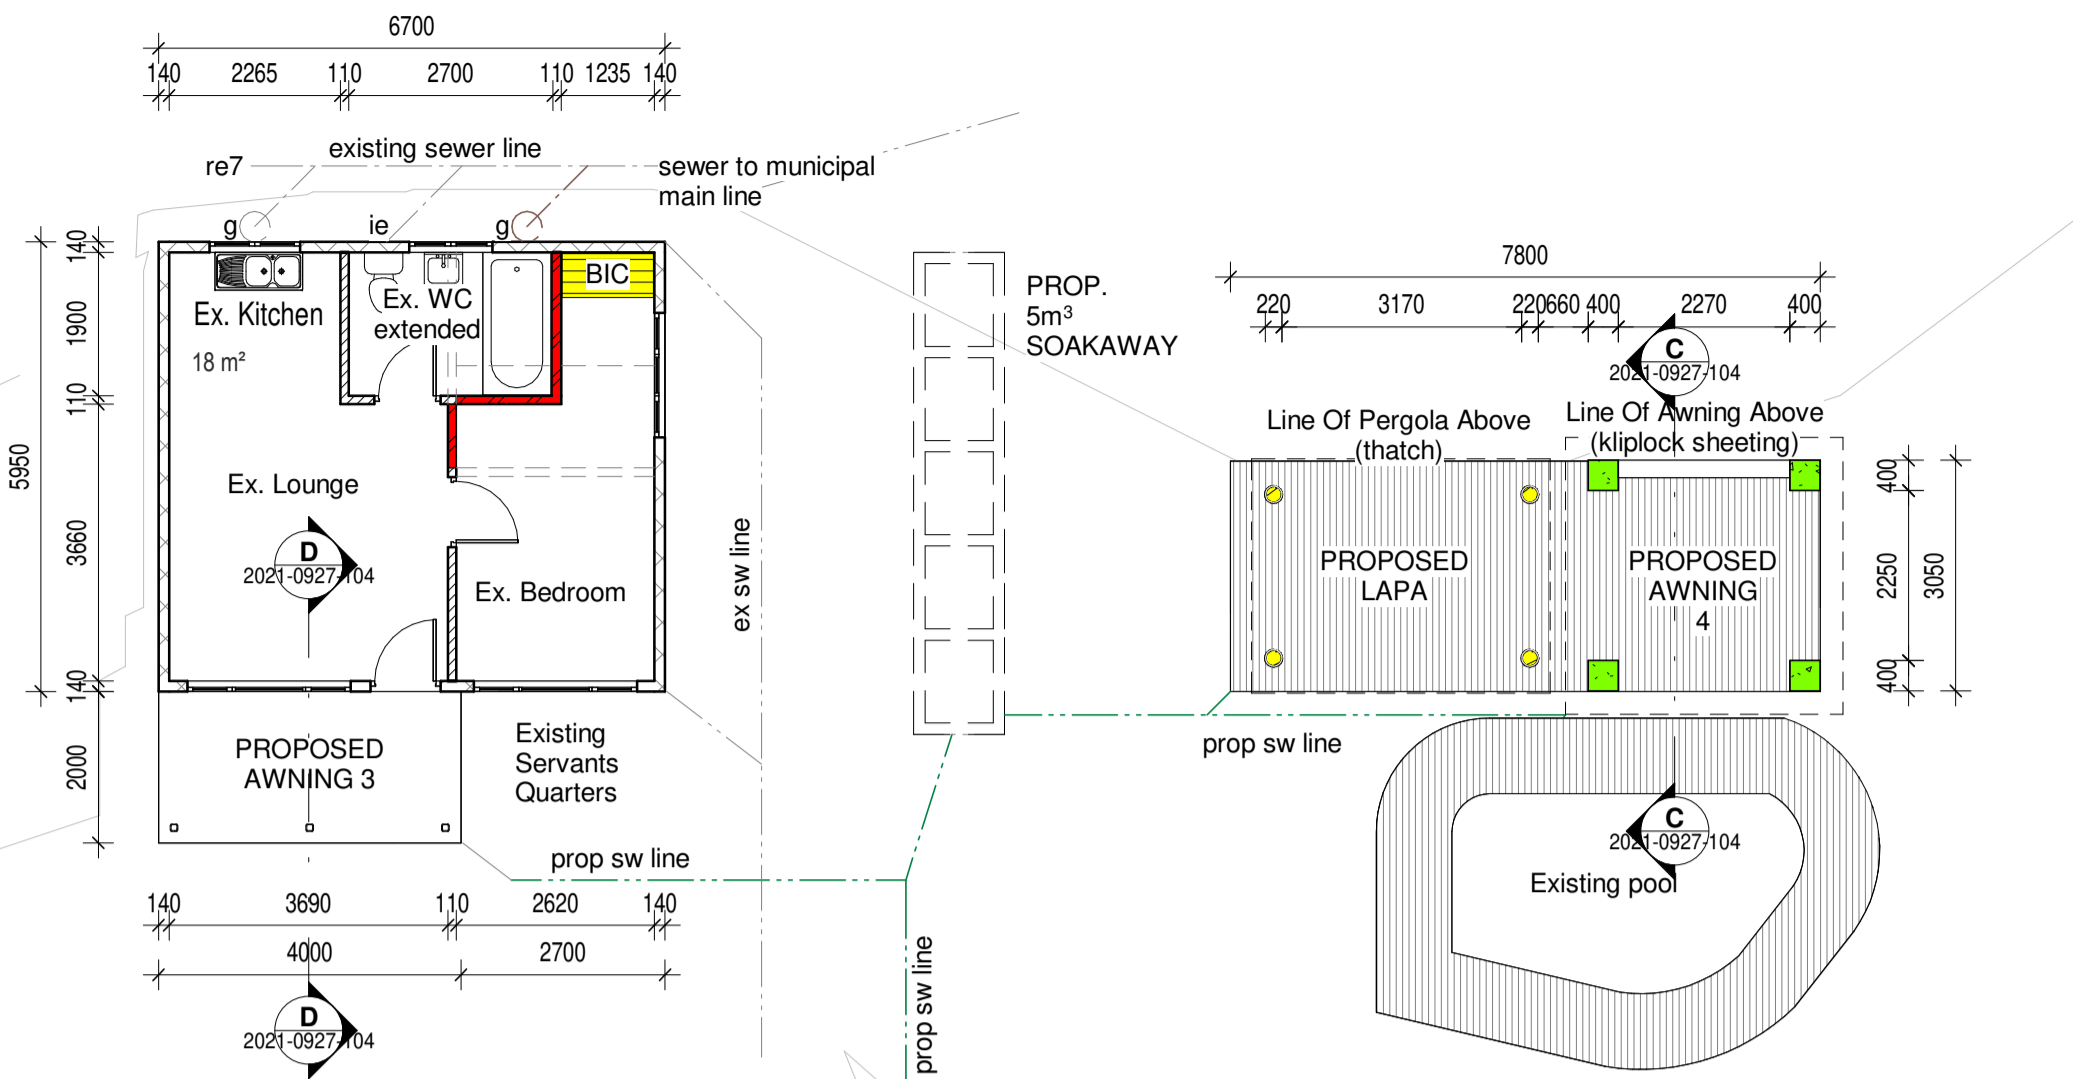 6700
140 2265 110 2700 110 1235 140
existing sewer line
re7
sewer to municipal
main line
g ie g
140
1900
110
3660
140
5950
2000
BIC
Ex. Kitchen
18 m²
Ex. WC
extended
Ex. Lounge
D
2021-0927-104
Ex. Bedroom
ex sw line
PROPOSED
AWNING 3
Existing
Servants
Quarters
prop sw line
140 3690 110 2620 140
4000 2700
D
2021-0927-104
prop sw line
PROP.
5m³
SOAKAWAY
7800
220 3170 220 660 400 2270 400
C
2021-0927-104
Line Of Pergola Above
(thatch)
Line Of Awning Above
(kliplock sheeting)
PROPOSED
LAPA
PROPOSED
AWNING
4
400
2250
400
3050
prop sw line
C
2021-0927-104
Existing pool